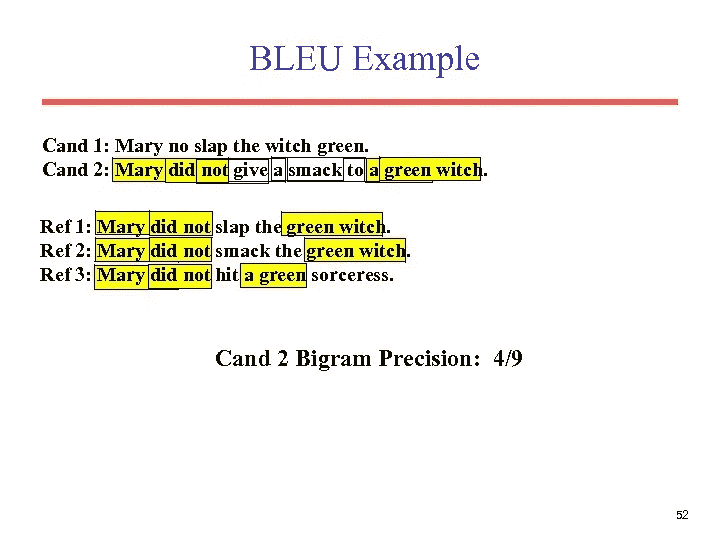 BLEU Example
Cand 1: Mary no slap the witch green.
Cand 2: Mary did not give a smack to a green witch.
Ref 1: Mary did not slap the green witch.
Ref 2: Mary did not smack the green witch.
Ref 3: Mary did not hit a green sorceress.
Cand 2 Bigram Precision: 4/9
52